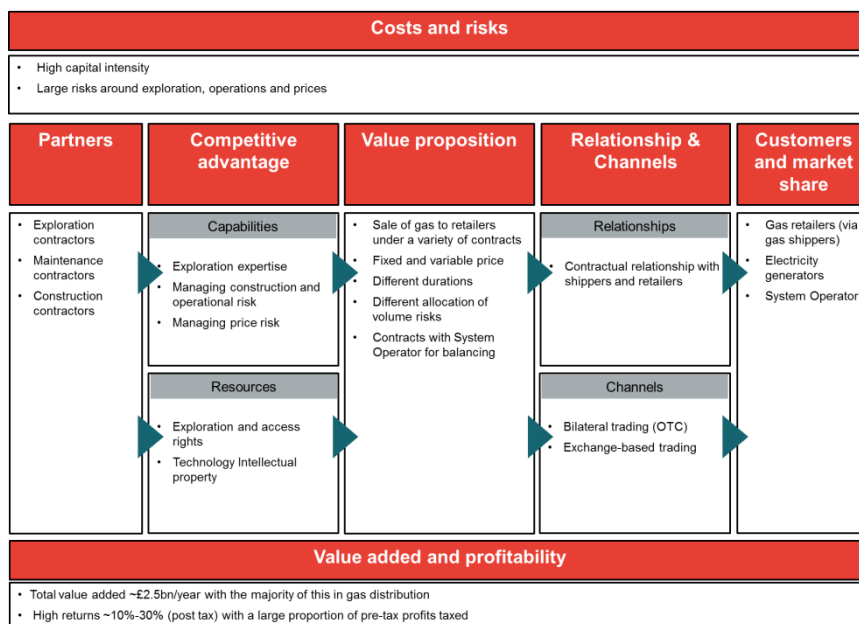 Costs and risks
• High capital intensity
• Large risks around exploration, operations and prices
Partners
Competitive
advantage
Value proposition
Relationship &
Channels
Customers
and market
share
• Exploration
contractors
• Maintenance
contractors
• Construction
contractors
Capabilities
• Exploration expertise
• Managing construction and
operational risk
• Managing price risk
Resources
• Exploration and access
rights
• Technology Intellectual
property
• Sale of gas to retailers
under a variety of contracts
• Fixed and variable price
• Different durations
• Different allocation of
volume risks
• Contracts with System
Operator for balancing
Relationships
• Contractual relationship with
shippers and retailers
Channels
• Bilateral trading (OTC)
• Exchange-based trading
• Gas retailers (via
gas shippers)
• Electricity
generators
• System Operator
Value added and profitability
• Total value added ~£2.5bn/year with the majority of this in gas distribution
• High returns ~10%-30% (post tax) with a large proportion of pre-tax profits taxed